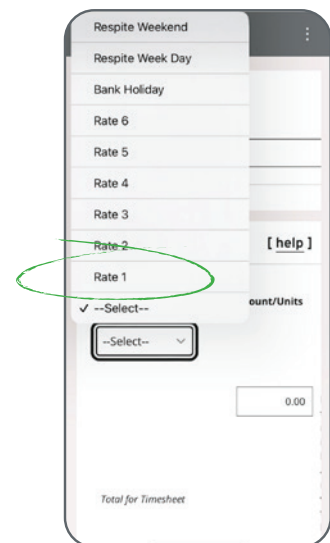 Respite Weekend
Respite Week Day
Bank Holiday
Rate 6
Rate 5
Rate 4
Rate 3
Rate 2
[ help ]
Rate 1
✓ --Select--
ount/Units
--Select--
0.00
Total for Timesheet